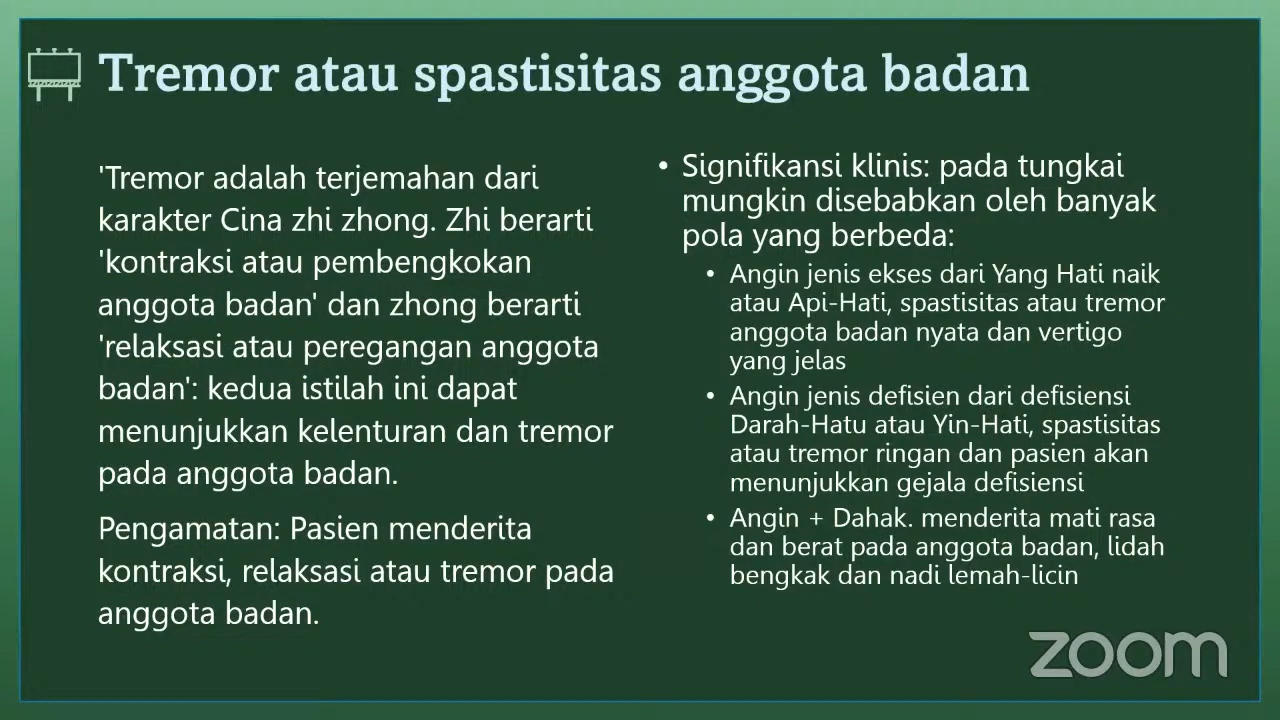 Tremor atau spastisitas anggota badan
'Tremor adalah terjemahan dari
karakter Cina zhi zhong. Zhi berarti
'kontraksi atau pembengkokan
anggota badan' dan zhong berarti
'relaksasi atau peregangan anggota
badan': kedua istilah ini dapat
menunjukkan kelenturan dan tremor
pada anggota badan.
Pengamatan: Pasien menderita
kontraksi, relaksasi atau tremor pada
anggota badan.
• Signifikansi klinis: pada tungkai
mungkin disebabkan oleh banyak
pola yang berbeda:
• Angin jenis ekses dari Yang Hati naik
atau Api-Hati, spastisitas atau tremor
anggota badan nyata dan vertigo
yang jelas
• Angin jenis defisien dari defisiensi
Darah-Hatu atau Yin-Hati, spastisitas
atau tremor ringan dan pasien akan
menunjukkan gejala defisiensi
• Angin + Dahak. menderita mati rasa
dan berat pada anggota badan, lidah
bengkak dan nadi lemah-licin
zoom